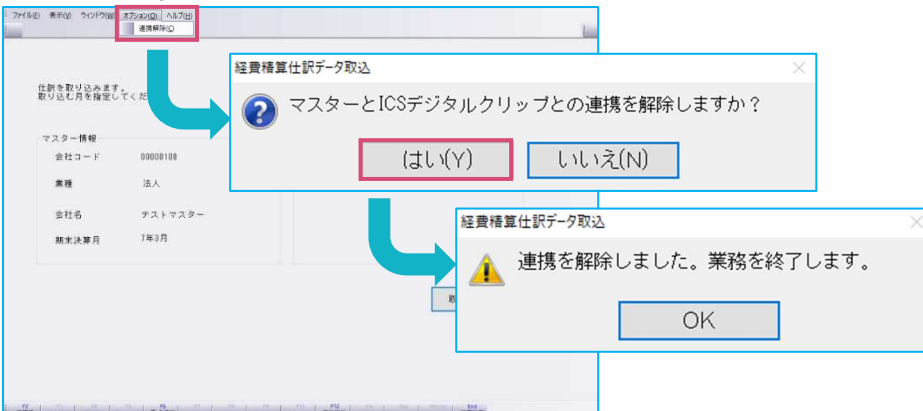 ファイル(F) 表示(V) ウィンドウ(W) オプション(O) ヘルプ(H)
連携解除(C)
仕訳を取り込みます。
取り込む月を指定してくだ
マスター情報
会社コード 00000108
業種 法人
会社名 テストマスター
期末決算月 7年3月
経費精算仕訳データ取込
マスターとICSデジタルクリップとの連携を解除しますか?
はい(Y) いいえ(N)
経費精算仕訳データ取込
連携を解除しました。業務を終了します。
OK